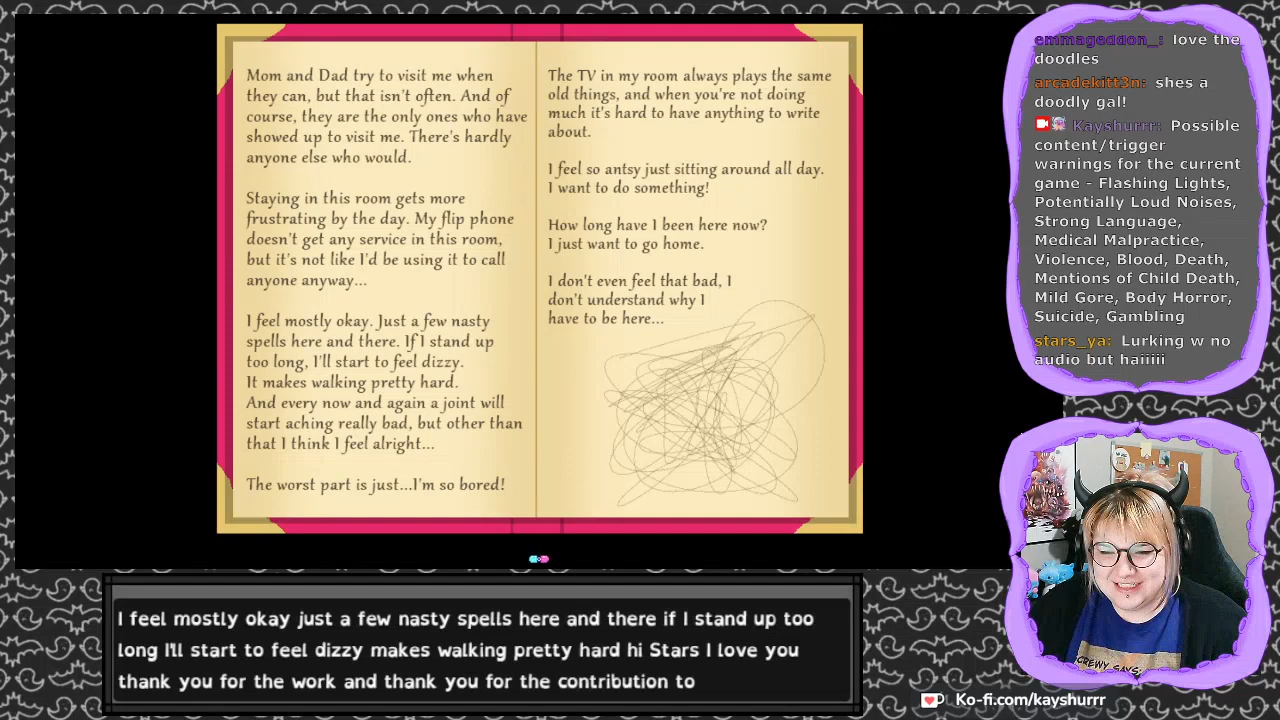 Mom and Dad try to visit me when
they can, but that isn't often. And of
course, they are the only ones who have
showed up to visit me. There's hardly
anyone else who would.
Staying in this room gets more
frustrating by the day. My flip phone
doesn't get any service in this room,
but it's not like I'd be using it to call
anyone anyway...
I feel mostly okay. Just a few nasty
spells here and there. If I stand up
too long, I'll start to feel dizzy.
It makes walking pretty hard.
And every now and again a joint will
start aching really bad, but other than
that I think I feel alright...
The worst part is just...I'm so bored!
The TV in my room always plays the same
old things, and when you're not doing
much it's hard to have anything to write
about.
I feel so antsy just sitting around all day.
I want to do something!
How long have I been here now?
I just want to go home.
I don't even feel that bad, I
don't understand why I
have to be here...
emmageddon_: love the
doodles
arcadekitt3n: shes a
doodly gal!
Kayshurrr: Possible
content/trigger
warnings for the current
game - Flashing Lights,
Potentially Loud Noises,
Strong Language,
Medical Malpractice,
Violence, Blood, Death,
Mentions of Child Death,
Mild Gore, Body Horror,
Suicide, Gambling
stars_ya: Lurking w no
audio but haiiiii
I feel mostly okay just a few nasty spells here and there if I stand up too
long I'll start to feel dizzy makes walking pretty hard hi Stars I love you
thank you for the work and thank you for the contribution to
CREWY SAYS:
Ko-fi.com/kayshurrr